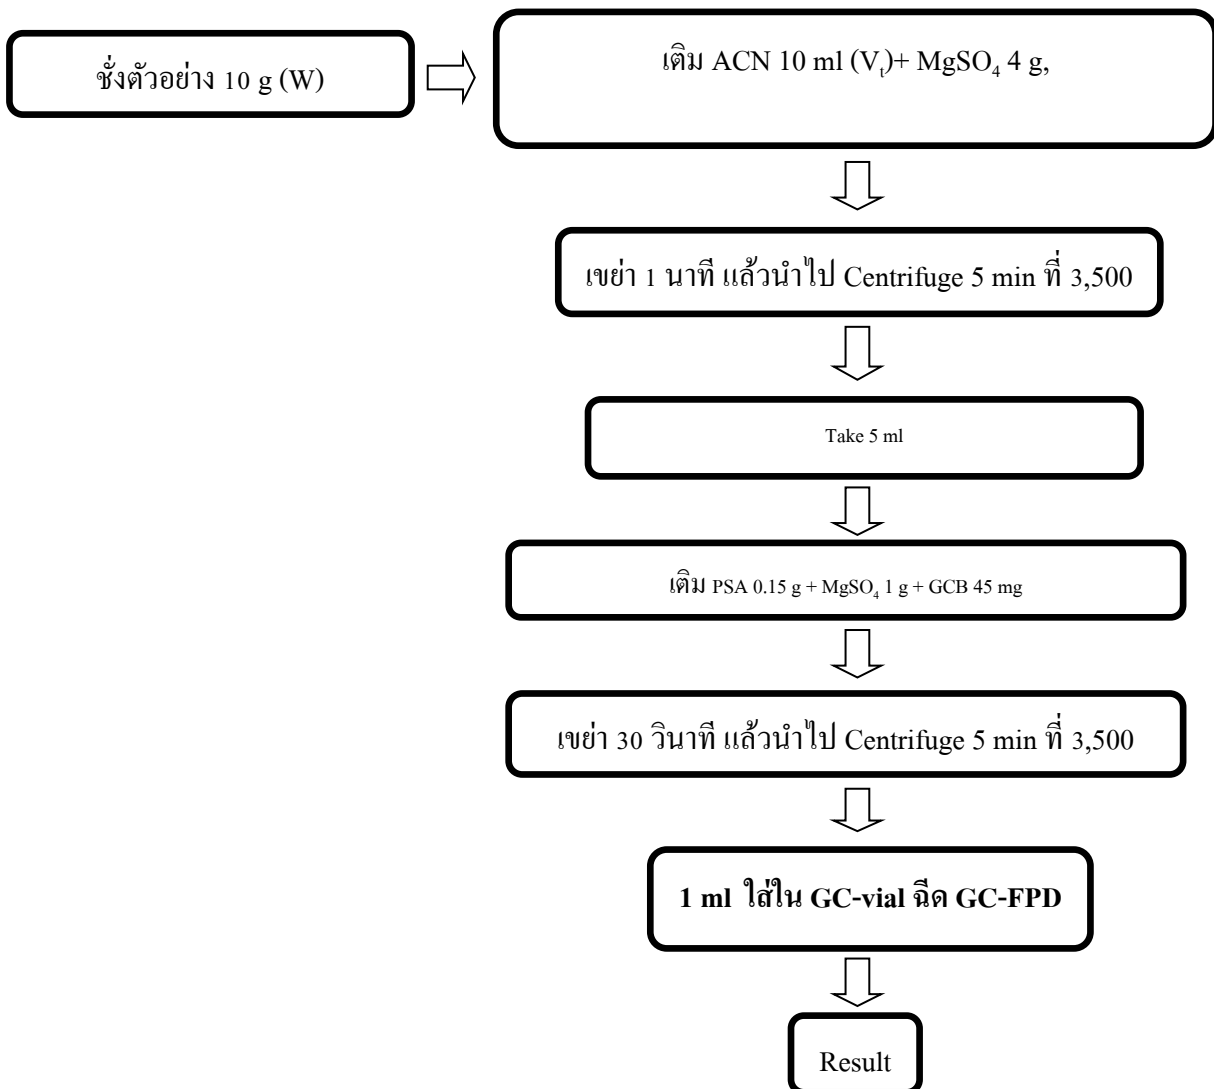 ชั่งตัวอย่าง 10 g (W)
เติม ACN 10 ml (Vt)+ MgSO4 4 g,
เขย่า 1 นาที แล้วนำไป Centrifuge 5 min ที่ 3,500
Take 5 ml
เติม PSA 0.15 g + MgSO4 1 g + GCB 45 mg
เขย่า 30 วินาที แล้วนำไป Centrifuge 5 min ที่ 3,500
1 ml ใส่ใน GC-vial ฉีด GC-FPD
Result